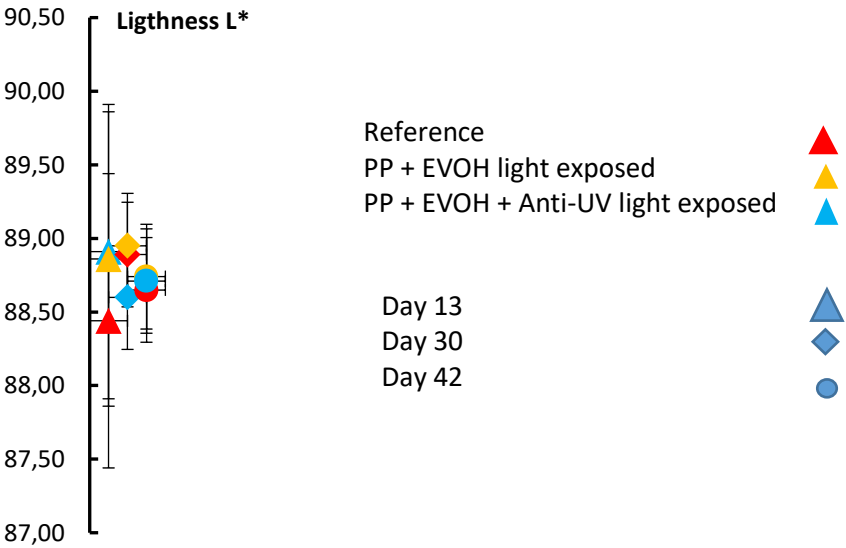 90,50
Ligthness L*
90,00
89,50
89,00
88,50
88,00
87,50
87,00
Reference
PP + EVOH light exposed
PP + EVOH + Anti-UV light exposed
Day 13
Day 30
Day 42